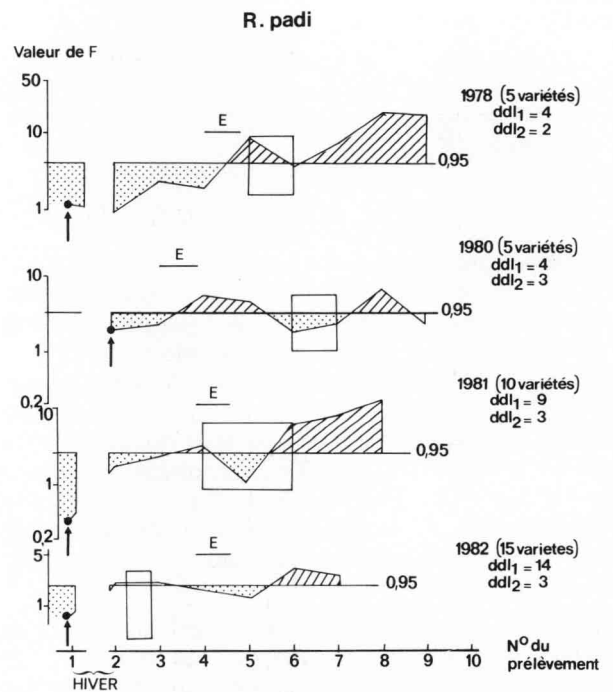 R. padi
Valeur de F
50
10
1
E
0,95
1978 (5 variétés)
ddl1 = 4
ddl2 = 2
10
1
0.2
E
0,95
1980 (5 variétés)
ddl1 = 4
ddl2 = 3
10
1
0,2
E
0,95
1981 (10 variétés)
ddl1 = 9
ddl2 = 3
5
1
E
0,95
1982 (15 varietes)
ddl1 = 14
ddl2 = 3
1 2 3 4 5 6 7 8 9 10
HIVER
No du
prélèvement